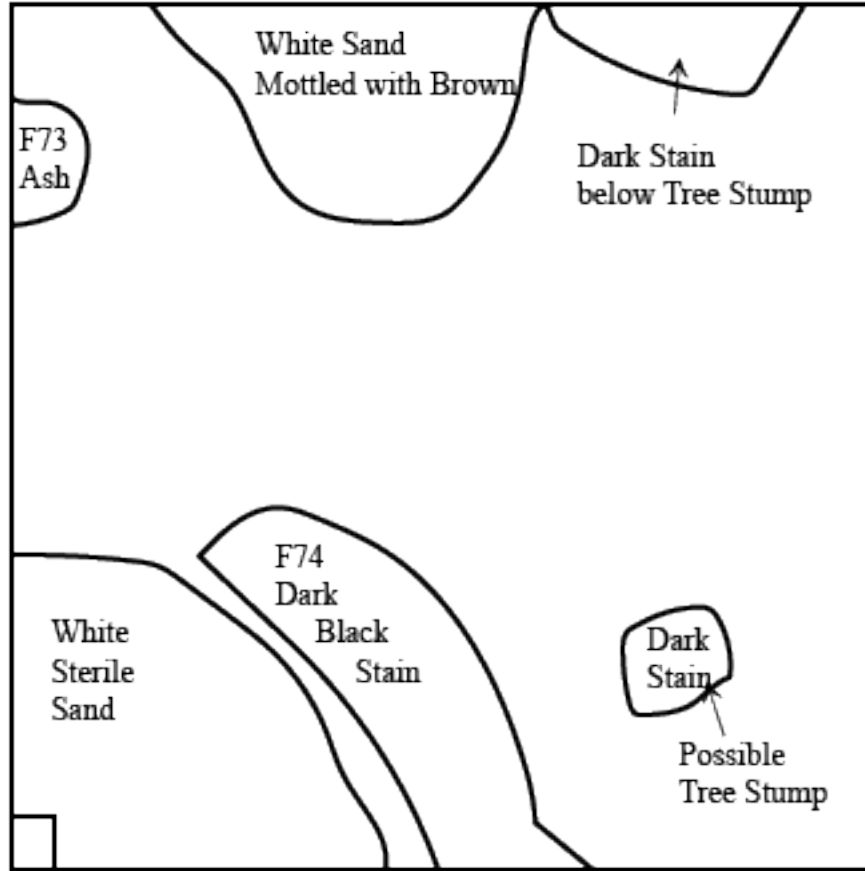 White Sand
Mottled with Brown
F73
Ash
Dark Stain
below Tree Stump
F74
Dark
Black
Stain
White
Sterile
Sand
Dark
Stain
Possible
Tree Stump